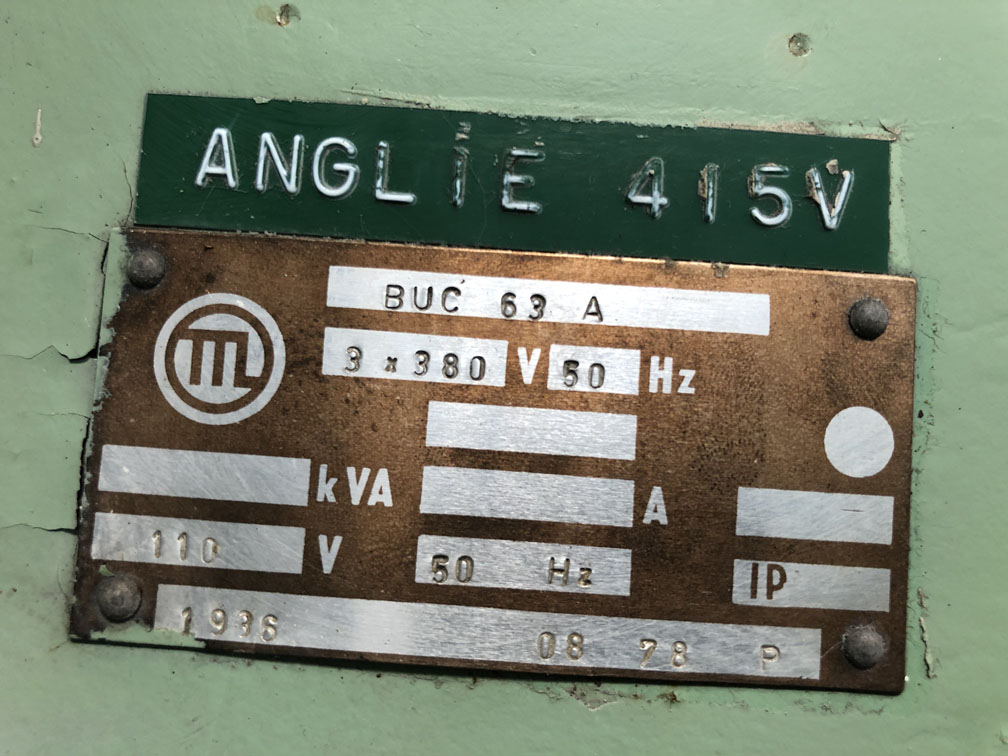 ANGLIE 415V
BUC 63 A
3 x 380 V 50 Hz
kVA A
110 V 50 Hz IP
1936 08 78 P